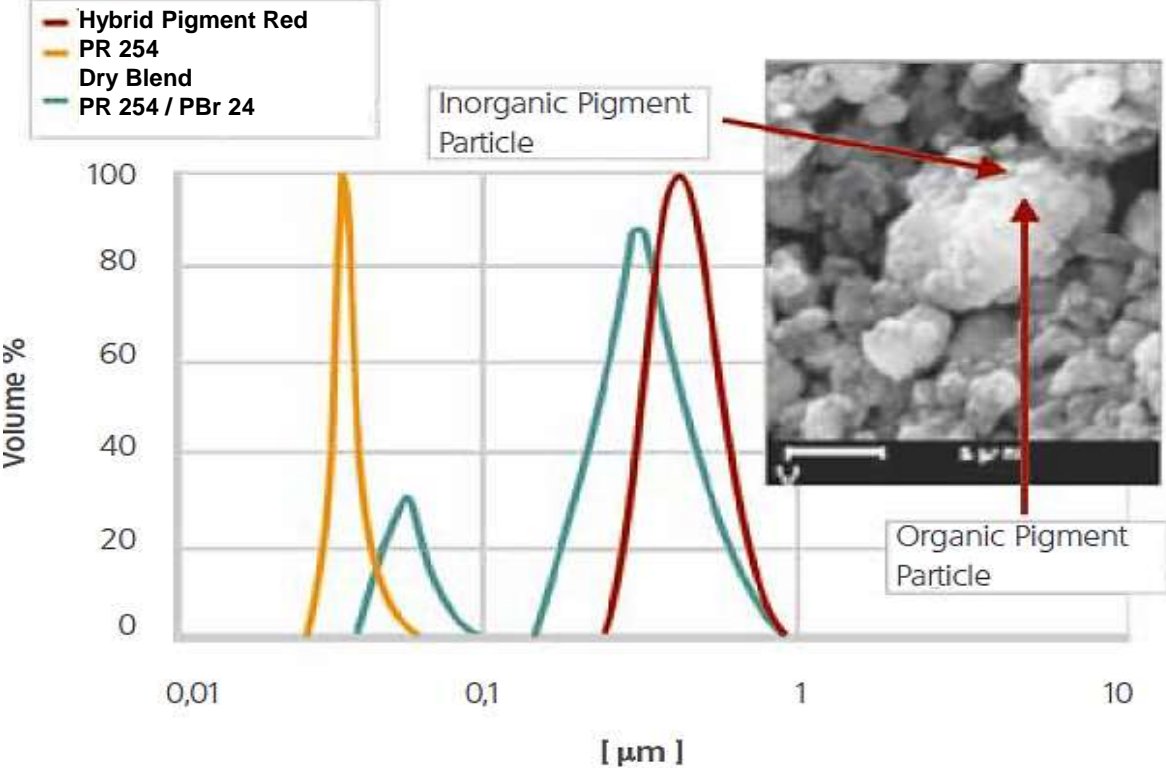 Hybrid Pigment Red
PR 254
Dry Blend
PR 254 / PBr 24
Inorganic Pigment
Particle
100
80
60
40
20
0
Volume %
0,01
0,1
1
10
[ µm ]
Organic Pigment
Particle